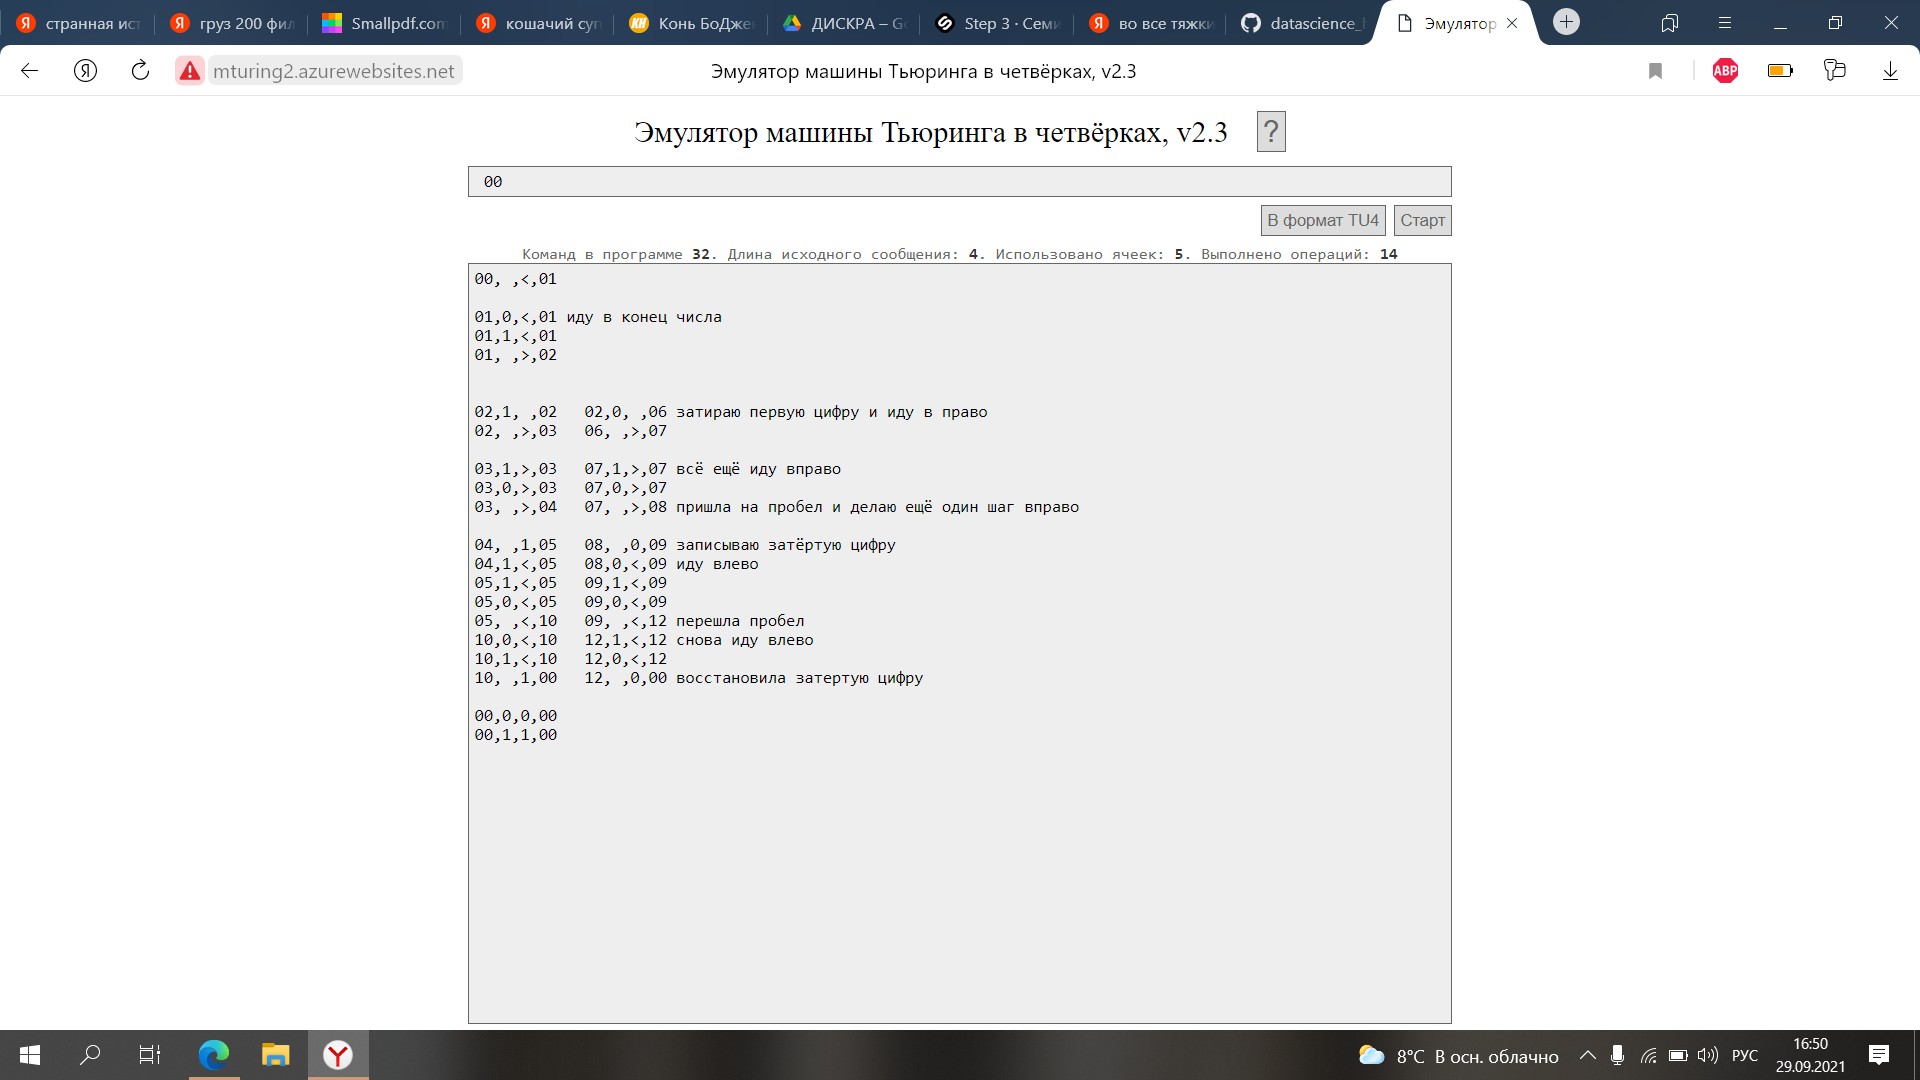 странная ист
груз 200 фил
Smallpdf.com
кошачий суп
Конь БоДжек
ДИСКРА – Go
Step 3 · Семи
во все тяжки
datascience_
Эмулятор
mturing2.azurewebsites.net
Эмулятор машины Тьюринга в четвёрках, v2.3
ABP
Эмулятор машины Тьюринга в четвёрках, v2.3 ?
00
В формат TU4 Старт
Команд в программе 32. Длина исходного сообщения: 4. Использовано ячеек: 5. Выполнено операций: 14
00, ,<,01
01,0,<,01 иду в конец числа
01,1,<,01
01, ,>,02
02,1, ,02   02,0, ,06 затираю первую цифру и иду в право
02, ,>,03   06, ,>,07
03,1,>,03   07,1,>,07 всё ещё иду вправо
03,0,>,03   07,0,>,07
03, ,>,04   07, ,>,08 пришла на пробел и делаю ещё один шаг вправо
04, ,1,05   08, ,0,09 записываю затёртую цифру
04,1,<,05   08,0,<,09 иду влево
05,1,<,05   09,1,<,09
05,0,<,05   09,0,<,09
05, ,<,10   09, ,<,12 перешла пробел
10,0,<,10   12,1,<,12 снова иду влево
10,1,<,10   12,0,<,12
10, ,1,00   12, ,0,00 восстановила затертую цифру
00,0,0,00
00,1,1,00
8°C В осн. облачно
РУС
16:50
29.09.2021